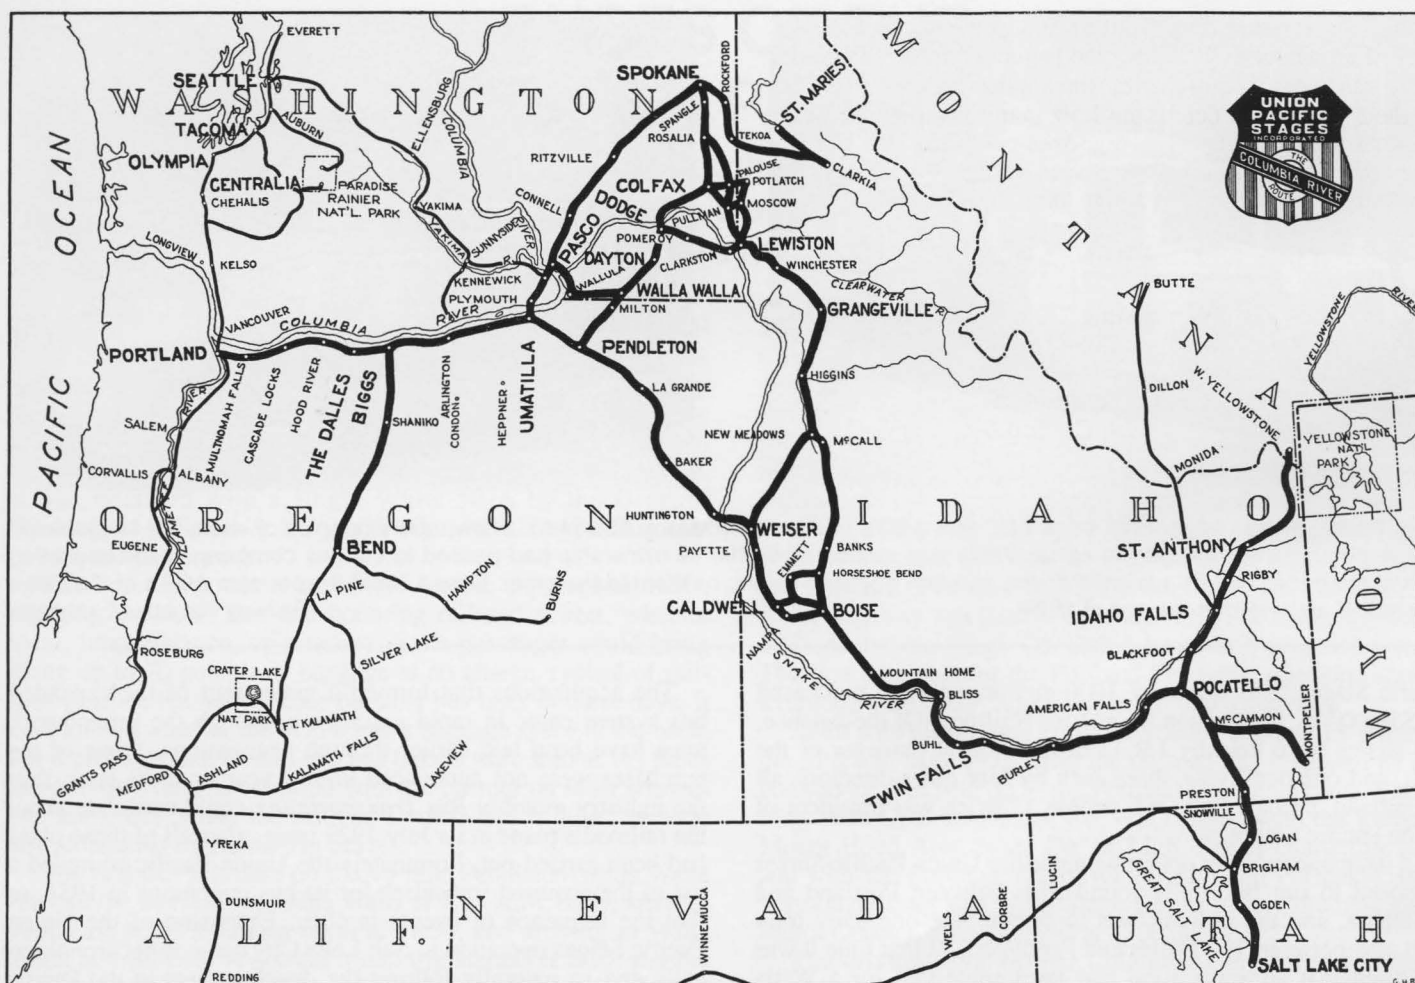 EVERETT
SEATTLE
WASHINGTON
AUBURN
TACOMA
OLYMPIA
CENTRALIA
CHEHALIS
PARADISE
RAINIER
NAT'L. PARK
ELLENSBURG
COLUMBIA
YAKIMA
YAKIMA
SUNNYSIDE
R.
RIVER
KENNEWICK
PLYMOUTH
LONGVIEW
KELSO
VANCOUVER
COLUMBIA
RIVER
PACIFIC OCEAN
SPOKANE
ROCKFORD
SPANGLE
ROSALIA
TEKOA
ST. MARIES
CLARKIA
RITZVILLE
CONNELL
PASCO
COLFAX
DODGE
PALOUSE
POTLATCH
PULLMAN
MOSCOW
POMEROY
CLARKSTON
LEWISTON
WINCHESTER
DAYTON
WALLULA
WALLA WALLA
MILTON
CLEARWATER
R.
GRANGEVILLE
MONTANA
UNION
PACIFIC
STAGES
INCORPORATED
THE
COLUMBIA RIVER
ROUTE
BUTTE
DILLON
MONIDA
W. YELLOWSTONE
YELLOWSTONE
RIVER
YELLOWSTONE
NAT'L
PARK
PORTLAND
MULTNOMAH FALLS
CASCADE LOCKS
HOOD RIVER
THE DALLES
BIGGS
SHANIKO
ARLINGTON
CONDON
HEPPNER
UMATILLA
PENDLETON
LA GRANDE
BAKER
HIGGINS
NEW MEADOWS
McCALL
SALEM
RIVER
CORVALLIS
ALBANY
WILLAMETTE
EUGENE
OREGON
HUNTINGTON
PAYETTE
WEISER
IDAHO
BANKS
EMMETT
HORSESHOE BEND
CALDWELL
BOISE
NAMPA
SNAKE
RIVER
MOUNTAIN HOME
BLISS
BUHL
TWIN FALLS
BURLEY
AMERICAN FALLS
ST. ANTHONY
RIGBY
IDAHO FALLS
BLACKFOOT
POCATELLO
McCAMMON
MONTPELIER
WYO.
PRESTON
SNOWVILLE
LOGAN
BRIGHAM
OGDEN
GREAT SALT LAKE
UTAH
SALT LAKE CITY
BEND
LA PINE
HAMPTON
BURNS
SILVER LAKE
ROSEBURG
CRATER LAKE
NAT. PARK
FT. KALAMATH
KALAMATH FALLS
LAKEVIEW
GRANTS PASS
MEDFORD
ASHLAND
YREKA
DUNSMUIR
CALIF.
REDDING
NEVADA
WINNEMUCCA
WELLS
CORBRE
LUCIN